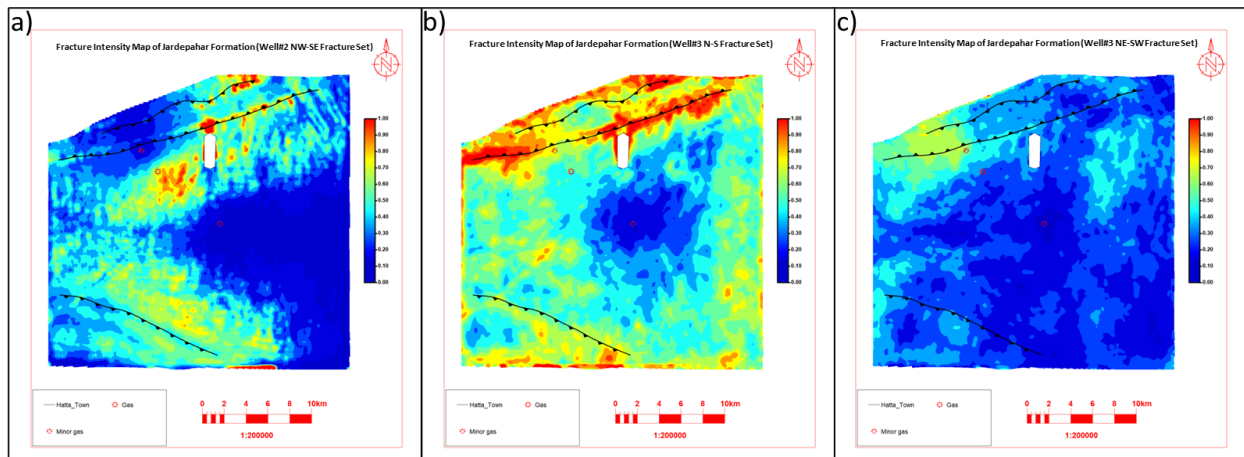 a)
Fracture Intensity Map of Jardepahar Formation (Well#2 NW-SE Fracture Set)
N
1.00
0.90
0.80
0.70
0.60
0.50
0.40
0.30
0.20
0.10
0.00
Hatta_Town
Gas
Minor gas
0 2 4 6 8 10km
1:200000
b)
Fracture Intensity Map of Jardepahar Formation (Well#3 N-S Fracture Set)
N
1.00
0.90
0.80
0.70
0.60
0.50
0.40
0.30
0.20
0.10
0.00
Hatta_Town
Gas
Minor gas
0 2 4 6 8 10km
1:200000
c)
Fracture Intensity Map of Jardepahar Formation (Well#3 NE-SW Fracture Set)
N
1.00
0.90
0.80
0.70
0.60
0.50
0.40
0.30
0.20
0.10
0.00
Hatta_Town
Gas
Minor gas
0 2 4 6 8 10km
1:200000